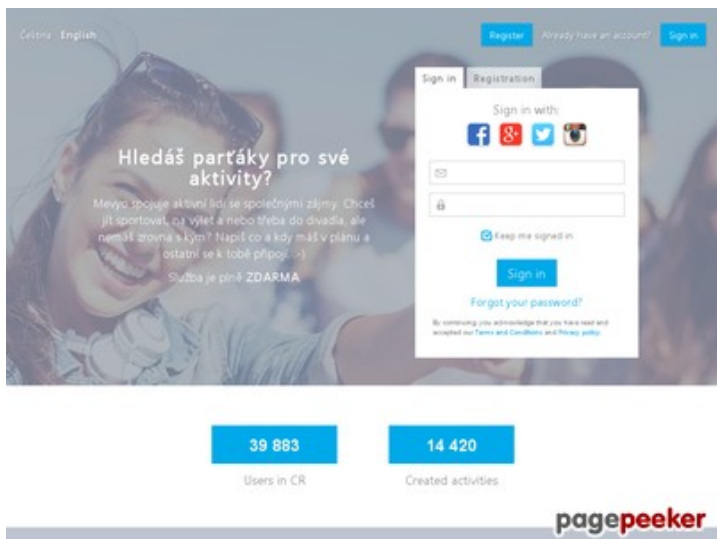 Čeština English
Register Already have an account? Sign in
Sign in Registration
Sign in with:
Hledáš parťáky pro své
aktivity?
Mevyo spojuje aktivní lidi se společnými zájmy. Chceš
jít sportovat, na výlet a nebo třeba do divadla, ale
nemáš zrovna s kým? Napiš co a kdy máš v plánu a
ostatní se k tobě připojí. :-)
Služba je plně ZDARMA
Keep me signed in
Sign in
Forgot your password?
By continuing, you acknowledge that you have read and
accepted our Terms and Conditions and Privacy policy.
39 883
Users in CR
14 420
Created activities
pagepeeker